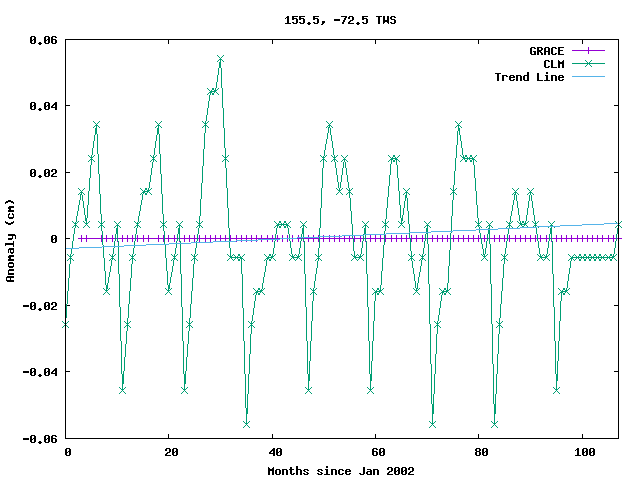 155.5, -72.5 TWS
GRACE
CLM
Trend Line
0.06
0.04
0.02
0
-0.02
-0.04
-0.06
Anomaly (cm)
0 20 40 60 80 100
Months since Jan 2002